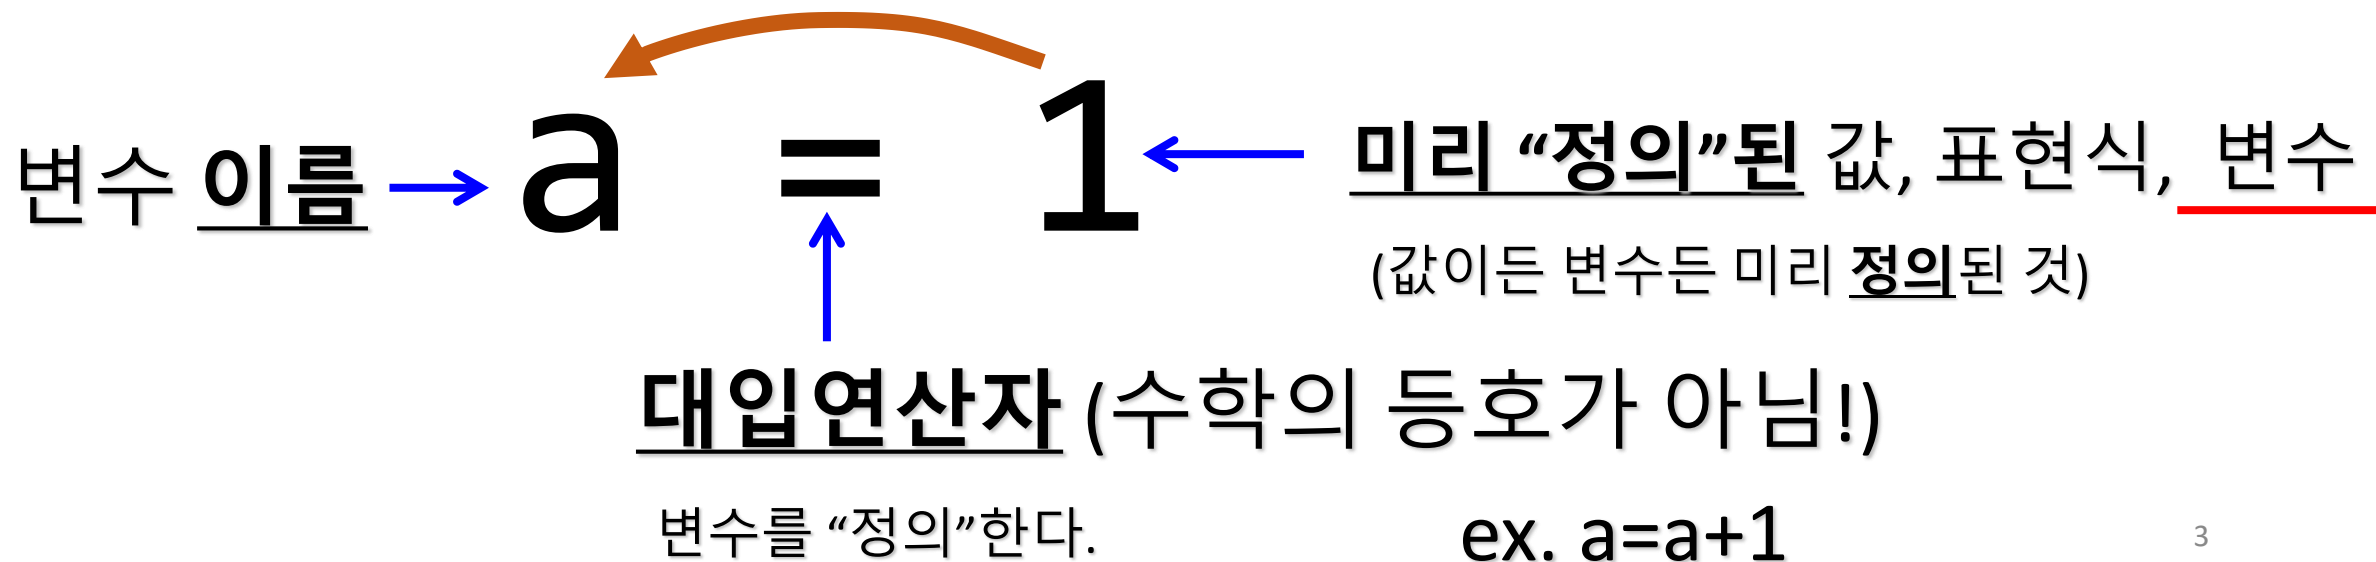 변수 이름 a = 1 미리 “정의”된 값, 표현식, 변수
(값이든 변수든 미리 정의된 것)
대입연산자 (수학의 등호가 아님!)
변수를 “정의”한다. ex. a=a+1
3